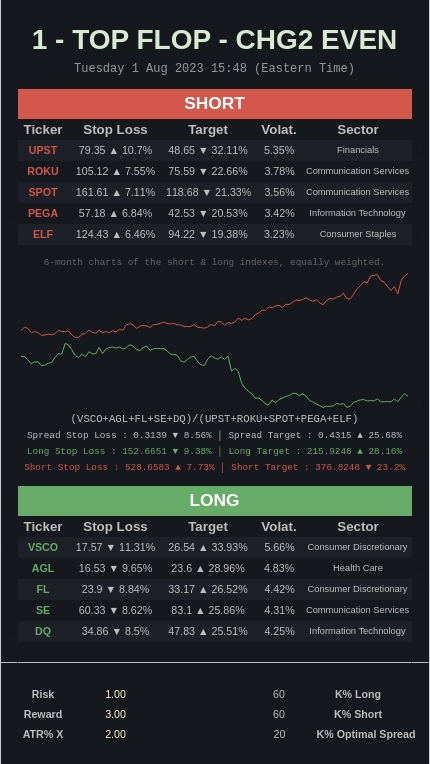 1 - TOP FLOP - CHG2 EVEN
Tuesday 1 Aug 2023 15:48 (Eastern Time)
SHORT
Ticker Stop Loss Target Volat. Sector
UPST 79.35 ▲ 10.7% 48.65 ▼ 32.11% 5.35% Financials
ROKU 105.12 ▲ 7.55% 75.59 ▼ 22.66% 3.78% Communication Services
SPOT 161.61 ▲ 7.11% 118.68 ▼ 21.33% 3.56% Communication Services
PEGA 57.18 ▲ 6.84% 42.53 ▼ 20.53% 3.42% Information Technology
ELF 124.43 ▲ 6.46% 94.22 ▼ 19.38% 3.23% Consumer Staples
6-month charts of the short & long indexes, equally weighted.
(VSCO+AGL+FL+SE+DQ)/(UPST+ROKU+SPOT+PEGA+ELF)
Spread Stop Loss : 0.3139 ▼ 8.56% | Spread Target : 0.4315 ▲ 25.68%
Long Stop Loss : 152.6651 ▼ 9.38% | Long Target : 215.9246 ▲ 28.16%
Short Stop Loss : 528.6583 ▲ 7.73% | Short Target : 376.8248 ▼ 23.2%
LONG
Ticker Stop Loss Target Volat. Sector
VSCO 17.57 ▼ 11.31% 26.54 ▲ 33.93% 5.66% Consumer Discretionary
AGL 16.53 ▼ 9.65% 23.6 ▲ 28.96% 4.83% Health Care
FL 23.9 ▼ 8.84% 33.17 ▲ 26.52% 4.42% Consumer Discretionary
SE 60.33 ▼ 8.62% 83.1 ▲ 25.86% 4.31% Communication Services
DQ 34.86 ▼ 8.5% 47.83 ▲ 25.51% 4.25% Information Technology
Risk 1.00 60 K% Long
Reward 3.00 60 K% Short
ATR% X 2.00 20 K% Optimal Spread